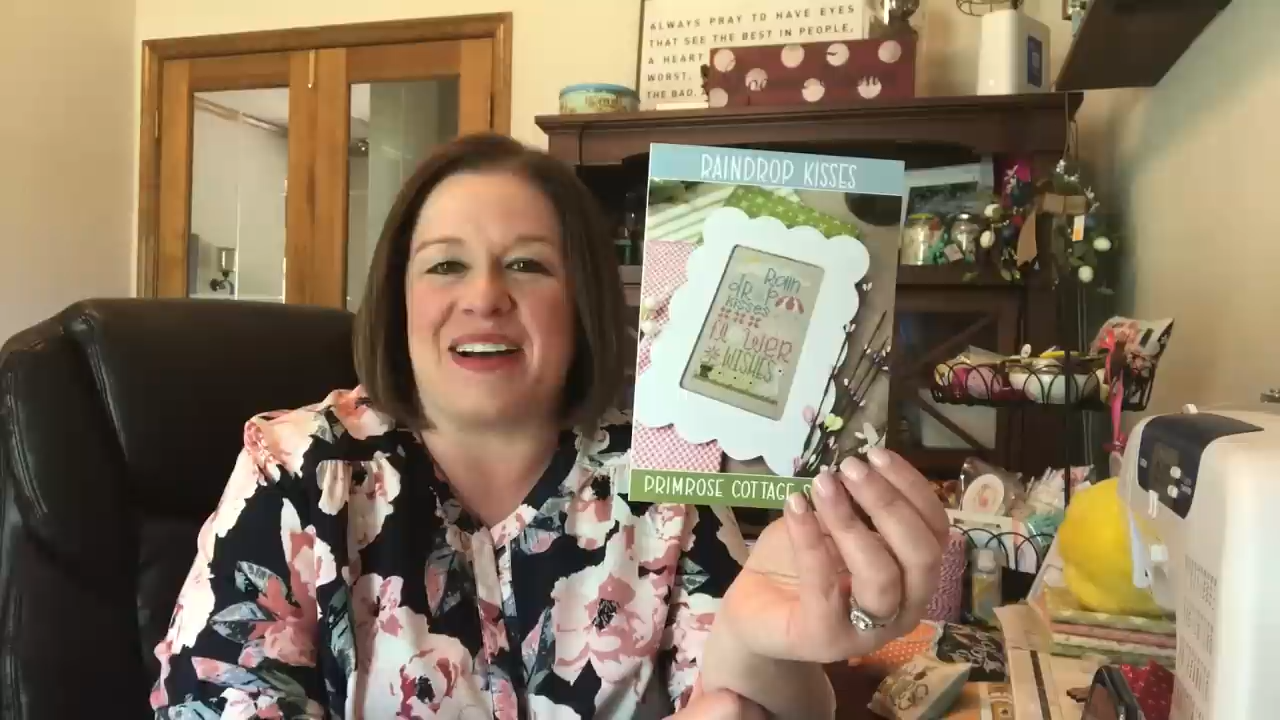 ALWAYS PRAY TO HAVE EYES
THAT SEE THE BEST IN PEOPLE,
A HEART
WORST,
THE BAD, A
RAINDROP KISSES
Rain
dRoP
kisses
WISHES
PRIMROSE COTTAGE S